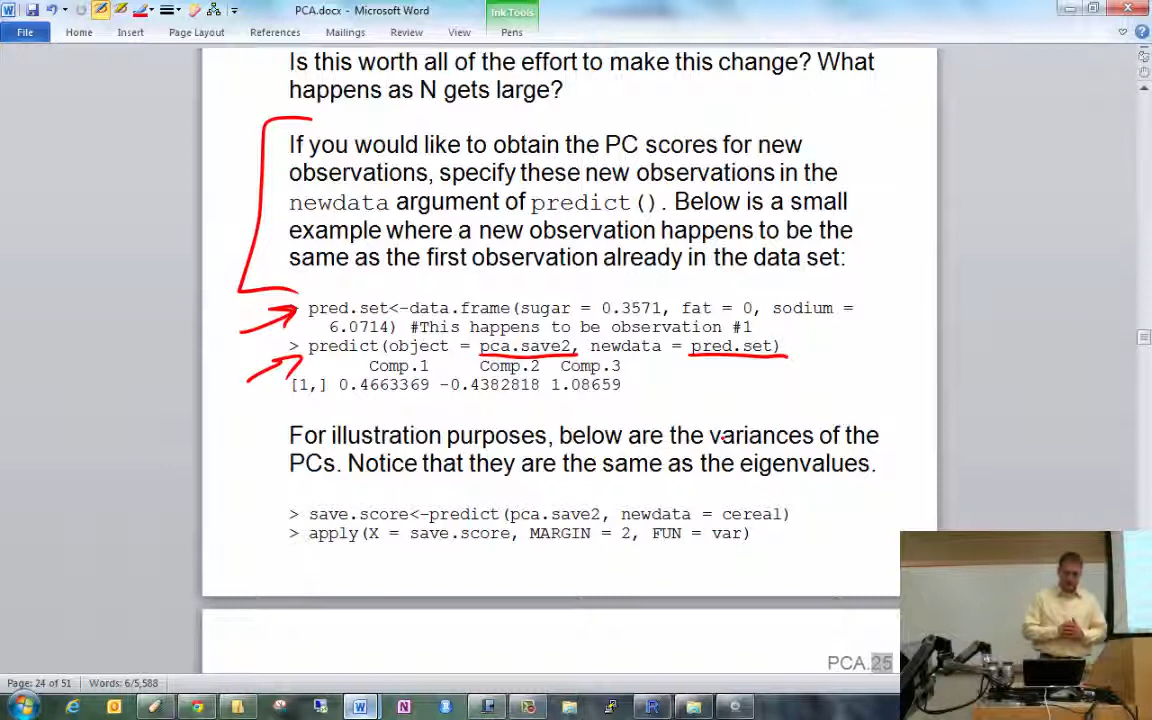 PCA.docx - Microsoft Word
Ink Tools
File Home Insert Page Layout References Mailings Review View Pens
Is this worth all of the effort to make this change? What
happens as N gets large?
If you would like to obtain the PC scores for new
observations, specify these new observations in the
newdata argument of predict(). Below is a small
example where a new observation happens to be the
same as the first observation already in the data set:
pred.set<-data.frame(sugar = 0.3571, fat = 0, sodium =
6.0714) #This happens to be observation #1
> predict(object = pca.save2, newdata = pred.set)
Comp.1 Comp.2 Comp.3
[1,] 0.4663369 -0.4382818 1.08659
For illustration purposes, below are the variances of the
PCs. Notice that they are the same as the eigenvalues.
> save.score<-predict(pca.save2, newdata = cereal)
> apply(X = save.score, MARGIN = 2, FUN = var)
PCA.25
Page: 24 of 51 Words: 6/5,588